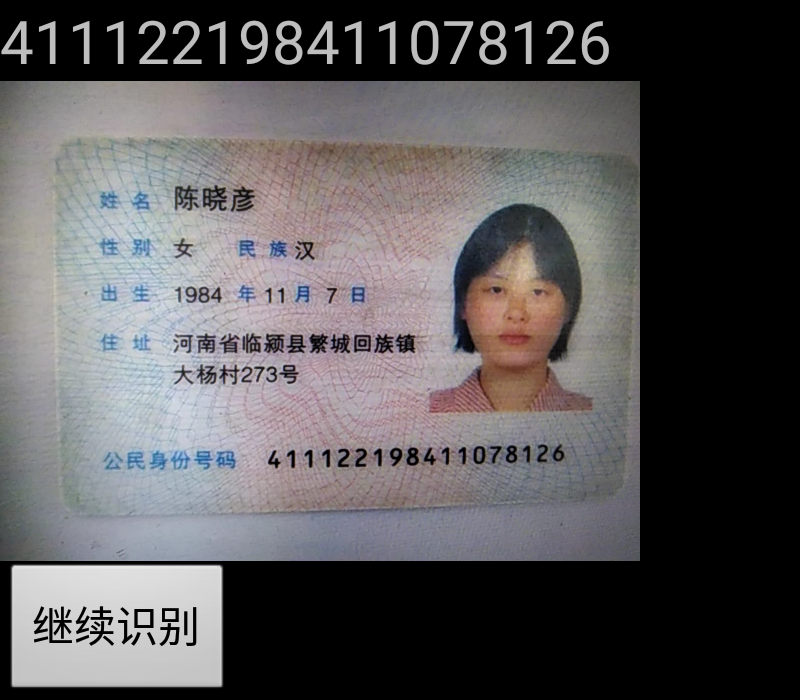 411122198411078126
姓名 陈晓彦
性别 女 民族 汉
出生 1984 年 11 月 7 日
住址 河南省临颍县繁城回族镇
大杨村273号
公民身份号码 411122198411078126
继续识别